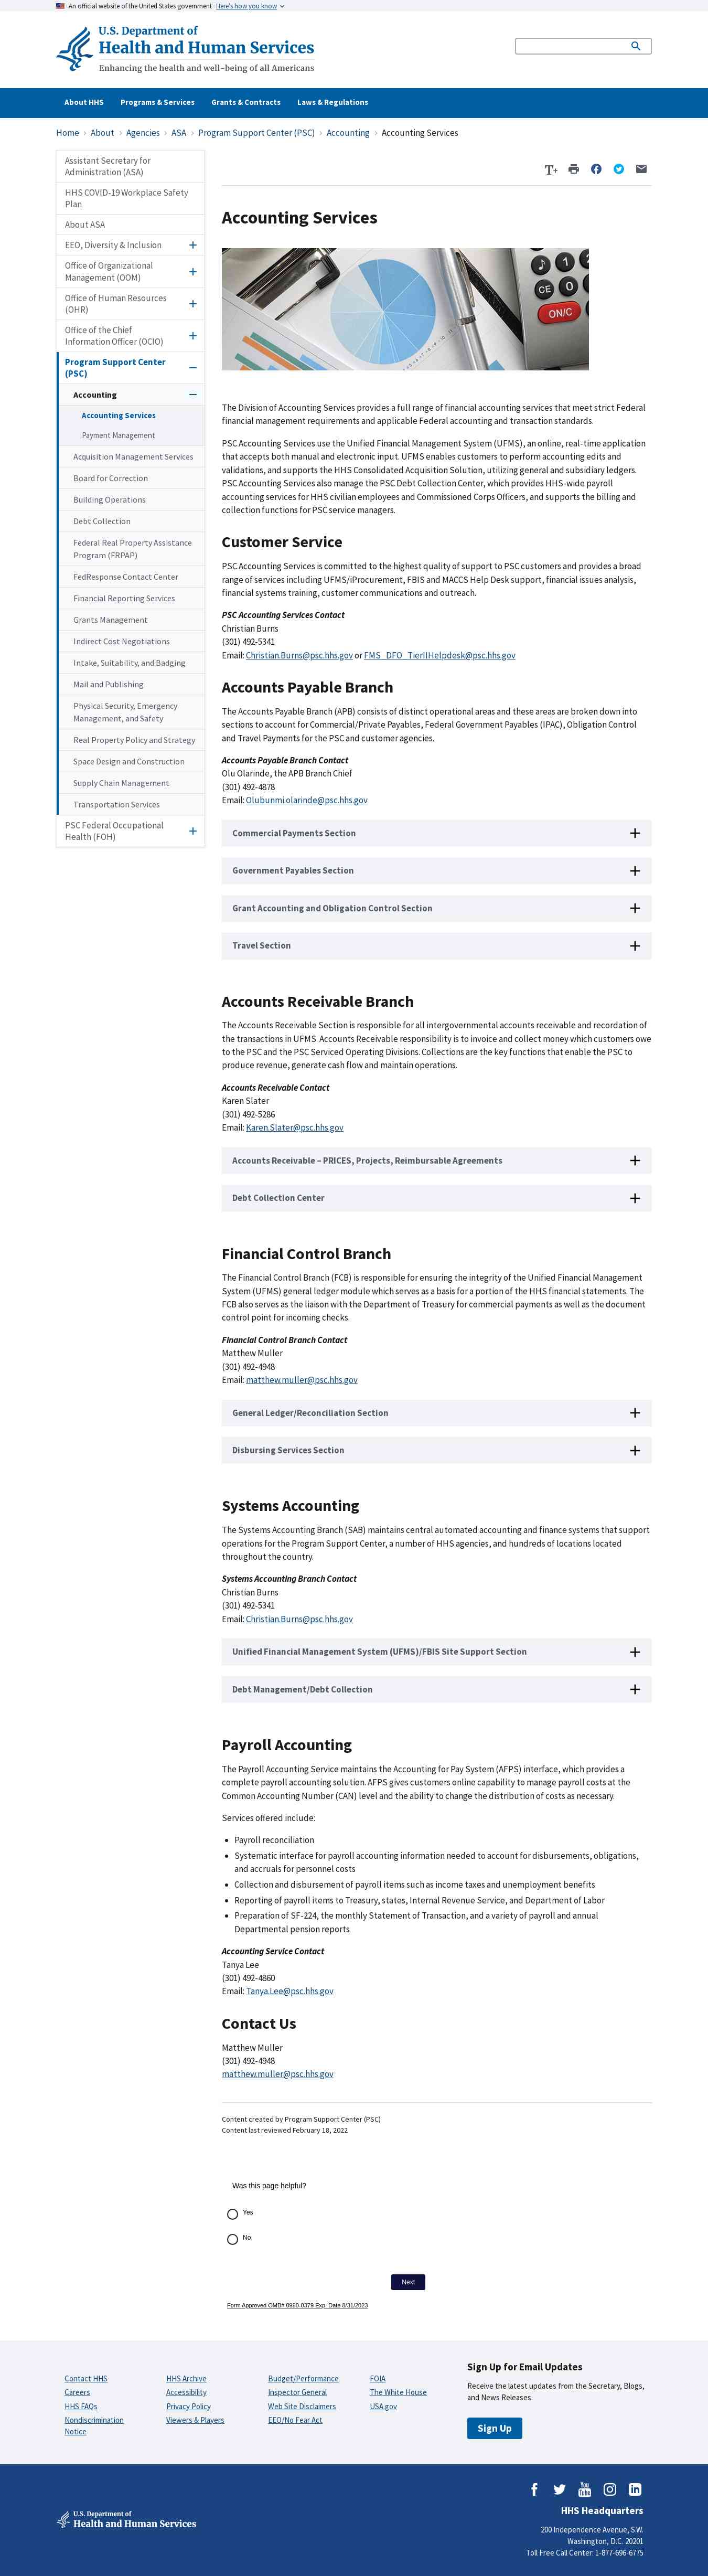 An official website of the United States government Here's how you know
U.S. Department of
Health and Human Services
Enhancing the health and well-being of all Americans
About HHS
Programs & Services
Grants & Contracts
Laws & Regulations
Home › About › Agencies › ASA › Program Support Center (PSC) › Accounting › Accounting Services
Assistant Secretary for
Administration (ASA)
HHS COVID-19 Workplace Safety
Plan
About ASA
EEO, Diversity & Inclusion
Office of Organizational
Management (OOM)
Office of Human Resources
(OHR)
Office of the Chief
Information Officer (OCIO)
Program Support Center
(PSC)
Accounting
Accounting Services
Payment Management
Acquisition Management Services
Board for Correction
Building Operations
Debt Collection
Federal Real Property Assistance
Program (FRPAP)
FedResponse Contact Center
Financial Reporting Services
Grants Management
Indirect Cost Negotiations
Intake, Suitability, and Badging
Mail and Publishing
Physical Security, Emergency
Management, and Safety
Real Property Policy and Strategy
Space Design and Construction
Supply Chain Management
Transportation Services
PSC Federal Occupational
Health (FOH)
T+
Accounting Services
1
2
CE
0
ON/C
The Division of Accounting Services provides a full range of financial accounting services that meet strict Federal
financial management requirements and applicable Federal accounting and transaction standards.
PSC Accounting Services use the Unified Financial Management System (UFMS), an online, real-time application
that accepts both manual and electronic input. UFMS enables customers to perform accounting edits and
validations, and supports the HHS Consolidated Acquisition Solution, utilizing general and subsidiary ledgers.
PSC Accounting Services also manage the PSC Debt Collection Center, which provides HHS-wide payroll
accounting services for HHS civilian employees and Commissioned Corps Officers, and supports the billing and
collection functions for PSC service managers.
Customer Service
PSC Accounting Services is committed to the highest quality of support to PSC customers and provides a broad
range of services including UFMS/iProcurement, FBIS and MACCS Help Desk support, financial issues analysis,
financial systems training, customer communications and outreach.
PSC Accounting Services Contact
Christian Burns
(301) 492-5341
Email: Christian.Burns@psc.hhs.gov or FMS_DFO_TierIIHelpdesk@psc.hhs.gov
Accounts Payable Branch
The Accounts Payable Branch (APB) consists of distinct operational areas and these areas are broken down into
sections to account for Commercial/Private Payables, Federal Government Payables (IPAC), Obligation Control
and Travel Payments for the PSC and customer agencies.
Accounts Payable Branch Contact
Olu Olarinde, the APB Branch Chief
(301) 492-4878
Email: Olubunmi.olarinde@psc.hhs.gov
Commercial Payments Section
Government Payables Section
Grant Accounting and Obligation Control Section
Travel Section
Accounts Receivable Branch
The Accounts Receivable Section is responsible for all intergovernmental accounts receivable and recordation of
the transactions in UFMS. Accounts Receivable responsibility is to invoice and collect money which customers owe
to the PSC and the PSC Serviced Operating Divisions. Collections are the key functions that enable the PSC to
produce revenue, generate cash flow and maintain operations.
Accounts Receivable Contact
Karen Slater
(301) 492-5286
Email: Karen.Slater@psc.hhs.gov
Accounts Receivable – PRICES, Projects, Reimbursable Agreements
Debt Collection Center
Financial Control Branch
The Financial Control Branch (FCB) is responsible for ensuring the integrity of the Unified Financial Management
System (UFMS) general ledger module which serves as a basis for a portion of the HHS financial statements. The
FCB also serves as the liaison with the Department of Treasury for commercial payments as well as the document
control point for incoming checks.
Financial Control Branch Contact
Matthew Muller
(301) 492-4948
Email: matthew.muller@psc.hhs.gov
General Ledger/Reconciliation Section
Disbursing Services Section
Systems Accounting
The Systems Accounting Branch (SAB) maintains central automated accounting and finance systems that support
operations for the Program Support Center, a number of HHS agencies, and hundreds of locations located
throughout the country.
Systems Accounting Branch Contact
Christian Burns
(301) 492-5341
Email: Christian.Burns@psc.hhs.gov
Unified Financial Management System (UFMS)/FBIS Site Support Section
Debt Management/Debt Collection
Payroll Accounting
The Payroll Accounting Service maintains the Accounting for Pay System (AFPS) interface, which provides a
complete payroll accounting solution. AFPS gives customers online capability to manage payroll costs at the
Common Accounting Number (CAN) level and the ability to change the distribution of costs as necessary.
Services offered include:
• Payroll reconciliation
• Systematic interface for payroll accounting information needed to account for disbursements, obligations,
and accruals for personnel costs
• Collection and disbursement of payroll items such as income taxes and unemployment benefits
• Reporting of payroll items to Treasury, states, Internal Revenue Service, and Department of Labor
• Preparation of SF-224, the monthly Statement of Transaction, and a variety of payroll and annual
Departmental pension reports
Accounting Service Contact
Tanya Lee
(301) 492-4860
Email: Tanya.Lee@psc.hhs.gov
Contact Us
Matthew Muller
(301) 492-4948
matthew.muller@psc.hhs.gov
Content created by Program Support Center (PSC)
Content last reviewed February 18, 2022
Was this page helpful?
Yes
No
Next
Form Approved OMB# 0990-0379 Exp. Date 8/31/2023
Contact HHS
Careers
HHS FAQs
Nondiscrimination
Notice
HHS Archive
Accessibility
Privacy Policy
Viewers & Players
Budget/Performance
Inspector General
Web Site Disclaimers
EEO/No Fear Act
FOIA
The White House
USA.gov
Sign Up for Email Updates
Receive the latest updates from the Secretary, Blogs,
and News Releases.
Sign Up
You
Tube
U.S. Department of
Health and Human Services
HHS Headquarters
200 Independence Avenue, S.W.
Washington, D.C. 20201
Toll Free Call Center: 1-877-696-6775